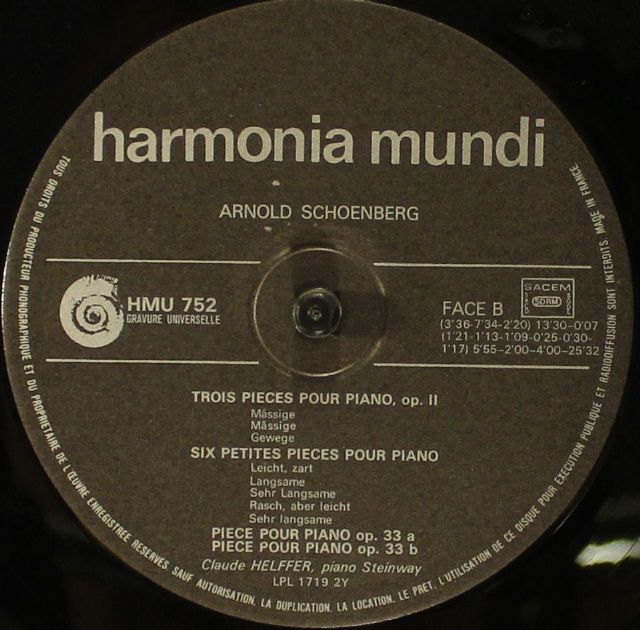 harmonia mundi
ARNOLD SCHOENBERG
HMU 752
GRAVURE UNIVERSELLE
FACE B
SACEM
SACD SDRM SGDL
(3'36-7'34-2'20) 13'30-0'07
(1'21-1'13-1'09-0'25-0'30-
1'17) 5'55-2'00-4'00-25'32
TROIS PIECES POUR PIANO, op. II
Mässige
Mässige
Gewege
SIX PETITES PIECES POUR PIANO
Leicht, zart
Langsame
Sehr Langsame
Rasch, aber leicht
Sehr langsame
PIECE POUR PIANO op. 33 a
PIECE POUR PIANO op. 33 b
Claude HELFFER, piano Steinway
LPL 1719 2Y
TOUS DROITS DU PRODUCTEUR PHONOGRAPHIQUE ET DU PROPRIETAIRE DE L'ŒUVRE ENREGISTREE RESERVES SAUF AUTORISATION, LA DUPLICATION, LA LOCATION, LE PRET, L'UTILISATION DE CE DISQUE POUR EXECUTION PUBLIQUE ET RADIODIFFUSION SONT INTERDITS MADE IN FRANCE